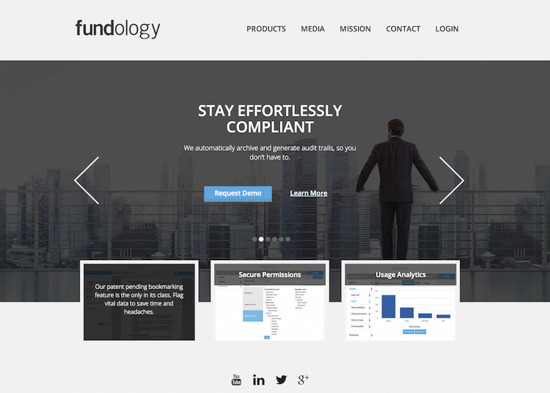 fundology
PRODUCTS MEDIA MISSION CONTACT LOGIN
STAY EFFORTLESSLY
COMPLIANT
We automatically archive and generate audit trails, so you
don't have to.
Request Demo Learn More
Our patent pending bookmarking
feature is the only in its class. Flag
vital data to save time and
headaches.
Secure Permissions
Usage Analytics
You
Tube
in
g+